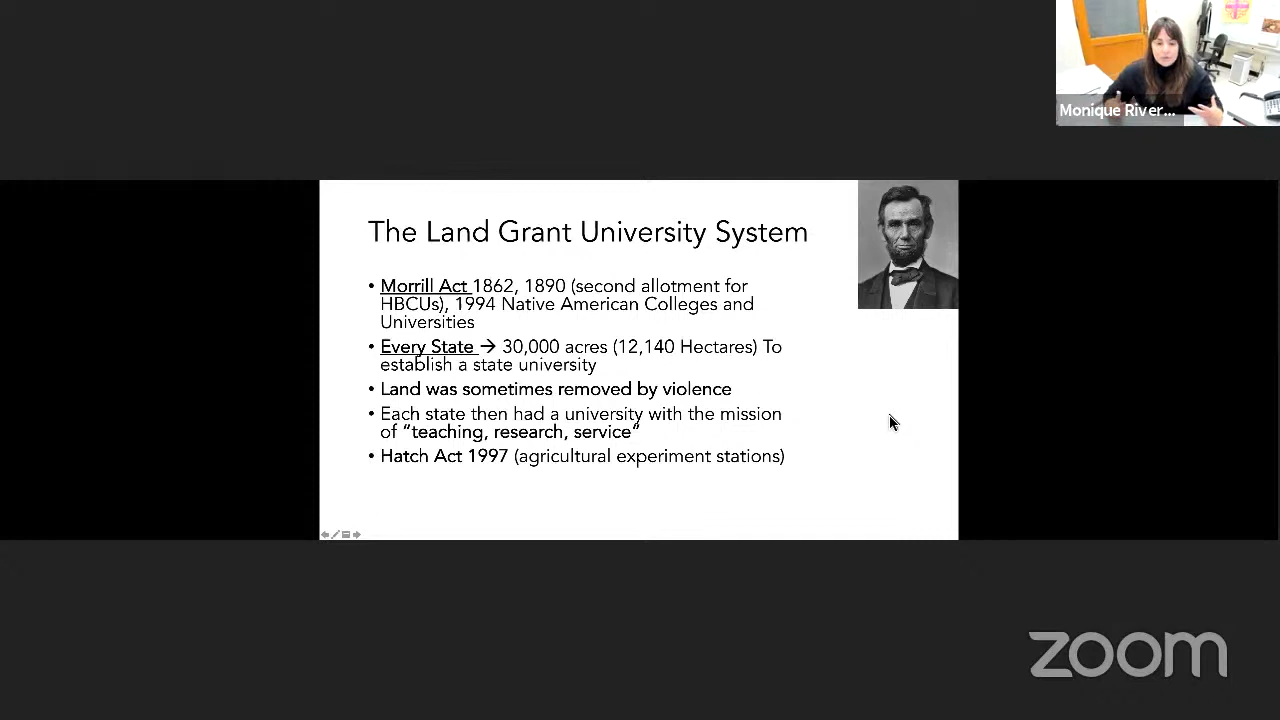 Monique River...
The Land Grant University System
• Morrill Act 1862, 1890 (second allotment for
HBCUs), 1994 Native American Colleges and
Universities
• Every State → 30,000 acres (12,140 Hectares) To
establish a state university
• Land was sometimes removed by violence
• Each state then had a university with the mission
of “teaching, research, service“
• Hatch Act 1997 (agricultural experiment stations)
zoom